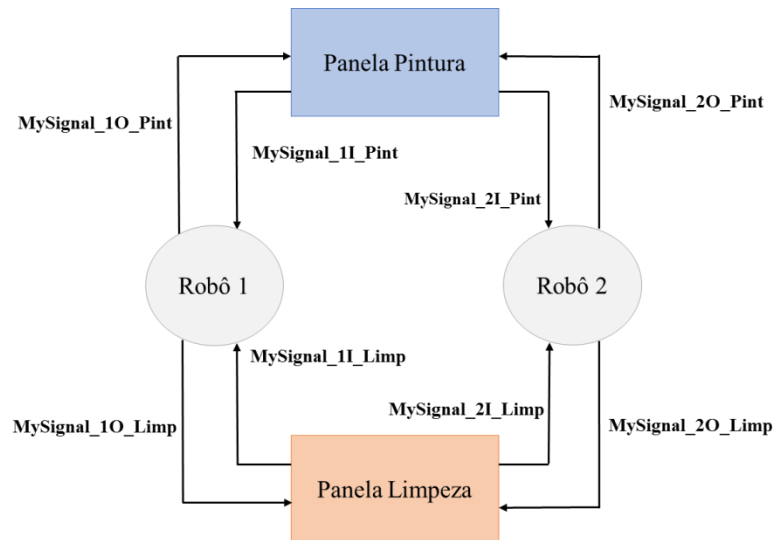 Panela Pintura
MySignal_1O_Pint
MySignal_2O_Pint
MySignal_1I_Pint
MySignal_2I_Pint
Robô 1
Robô 2
MySignal_1I_Limp
MySignal_2I_Limp
MySignal_1O_Limp
MySignal_2O_Limp
Panela Limpeza